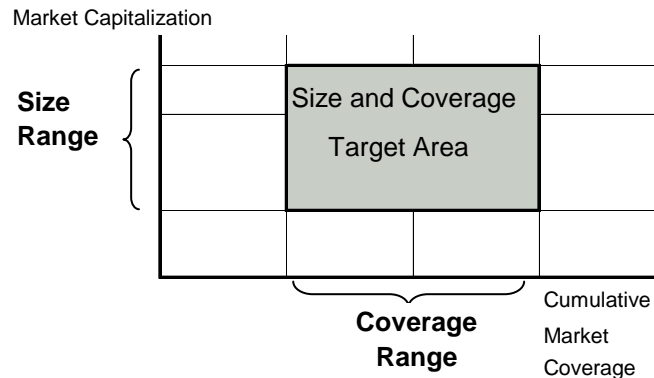 Market Capitalization
Size
Range
Size and Coverage
Target Area
Coverage
Range
Cumulative
Market
Coverage